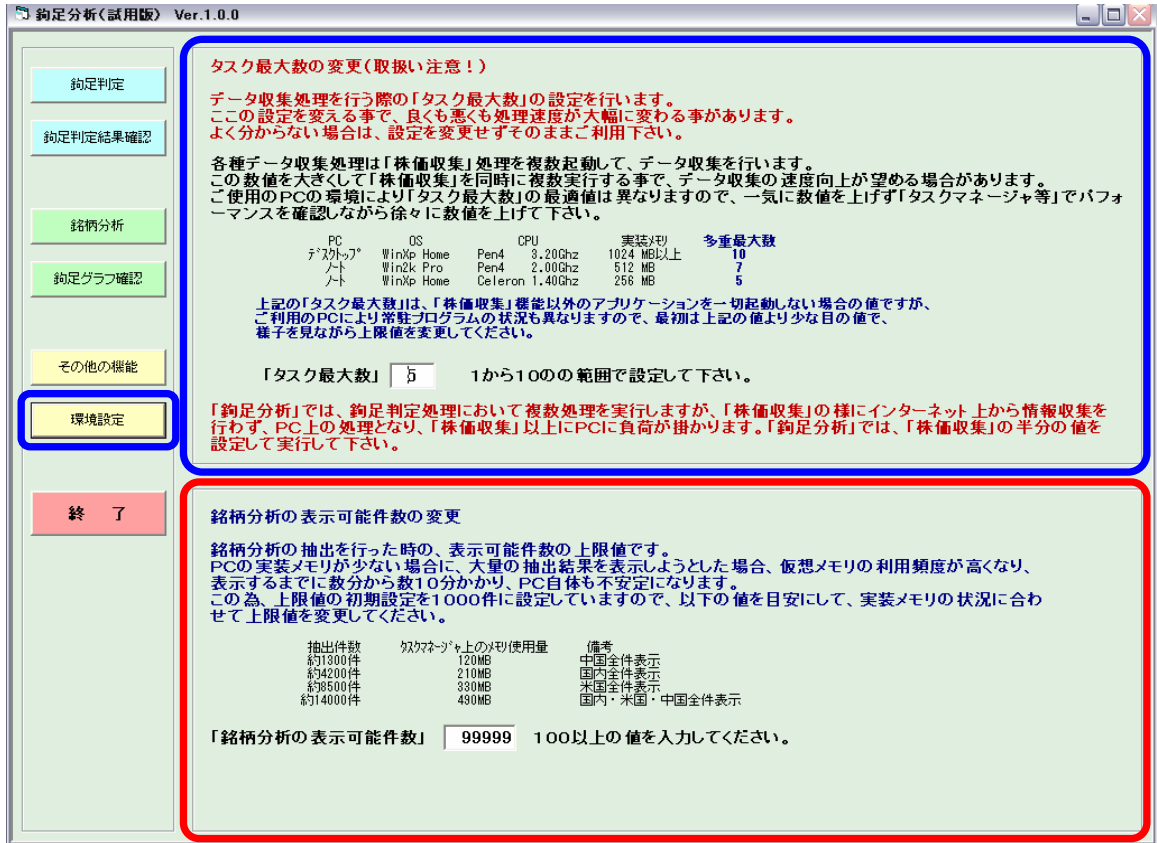 鉤足分析(試用版) Ver.1.0.0
鉤足判定
鉤足判定結果確認
銘柄分析
鉤足グラフ確認
その他の機能
環境設定
終 了
タスク最大数の変更(取扱い注意!)
データ収集処理を行う際の「タスク最大数」の設定を行います。
ここの設定を変える事で、良くも悪くも処理速度が大幅に変わる事があります。
よく分からない場合は、設定を変更せずそのままご利用下さい。
各種データ収集処理は「株価収集」処理を複数起動して、データ収集を行います。
この数値を大きくして「株価収集」を同時に複数実行する事で、データ収集の速度向上が望める場合があります。
ご使用のPCの環境により「タスク最大数」の最適値は異なりますので、一気に数値を上げず「タスクマネージャ等」でパフォ
ーマンスを確認しながら徐々に数値を上げて下さい。
PC OS CPU 実装ﾒﾓﾘ 多重最大数
ﾃﾞｽｸﾄｯﾌﾟ WinXp Home Pen4 3.20Ghz 1024 MB以上 10
ﾉｰﾄ Win2k Pro Pen4 2.00Ghz 512 MB 7
ﾉｰﾄ WinXp Home Celeron 1.40Ghz 256 MB 5
上記の「タスク最大数」は、「株価収集」機能以外のアプリケーションを一切起動しない場合の値ですが、
ご利用のPCにより常駐プログラムの状況も異なりますので、最初は上記の値より少な目の値で、
様子を見ながら上限値を変更してください。
「タスク最大数」 5 1から10のの範囲で設定して下さい。
「鉤足分析」では、鉤足判定処理において複数処理を実行しますが、「株価収集」の様にインターネット上から情報収集を
行わず、PC上の処理となり、「株価収集」以上にPCに負荷が掛かります。「鉤足分析」では、「株価収集」の半分の値を
設定して実行して下さい。
銘柄分析の表示可能件数の変更
銘柄分析の抽出を行った時の、表示可能件数の上限値です。
PCの実装メモリが少ない場合に、大量の抽出結果を表示しようとした場合、仮想メモリの利用頻度が高くなり、
表示するまでに数分から数10分かかり、PC自体も不安定になります。
この為、上限値の初期設定を1000件に設定していますので、以下の値を目安にして、実装メモリの状況に合わ
せて上限値を変更してください。
抽出件数 ﾀｽｸﾏﾈｰｼﾞｬ上のﾒﾓﾘ使用量 備考
約1300件 120MB 中国全件表示
約4200件 210MB 国内全件表示
約8500件 330MB 米国全件表示
約14000件 490MB 国内・米国・中国全件表示
「銘柄分析の表示可能件数」 99999 100以上の値を入力してください。